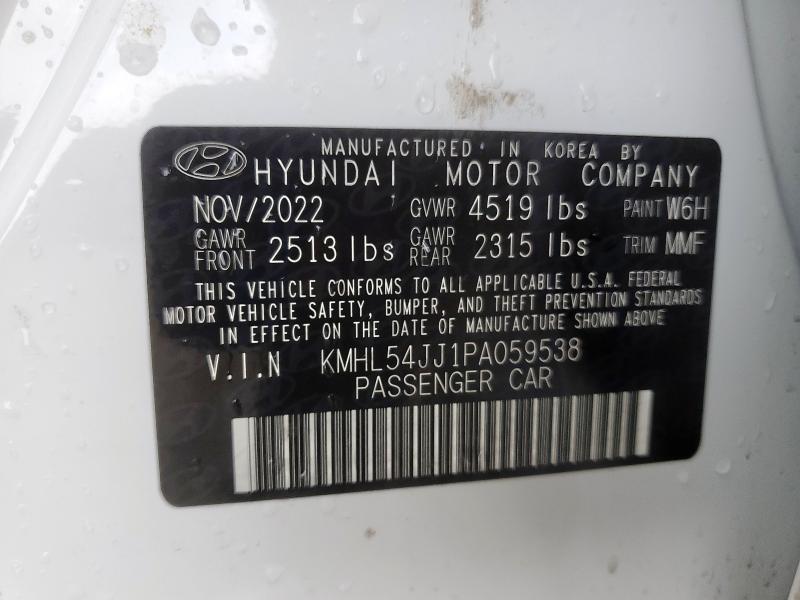 MANUFACTURED IN KOREA BY
HYUNDAI MOTOR COMPANY
NOV/2022 GVWR 4519 lbs PAINT W6H
GAWR FRONT 2513 lbs GAWR REAR 2315 lbs TRIM MMF
THIS VEHICLE CONFORMS TO ALL APPLICABLE U.S.A. FEDERAL
MOTOR VEHICLE SAFETY, BUMPER, AND THEFT PREVENTION STANDARDS
IN EFFECT ON THE DATE OF MANUFACTURE SHOWN ABOVE
V.I.N KMHL54JJ1PA059538
PASSENGER CAR